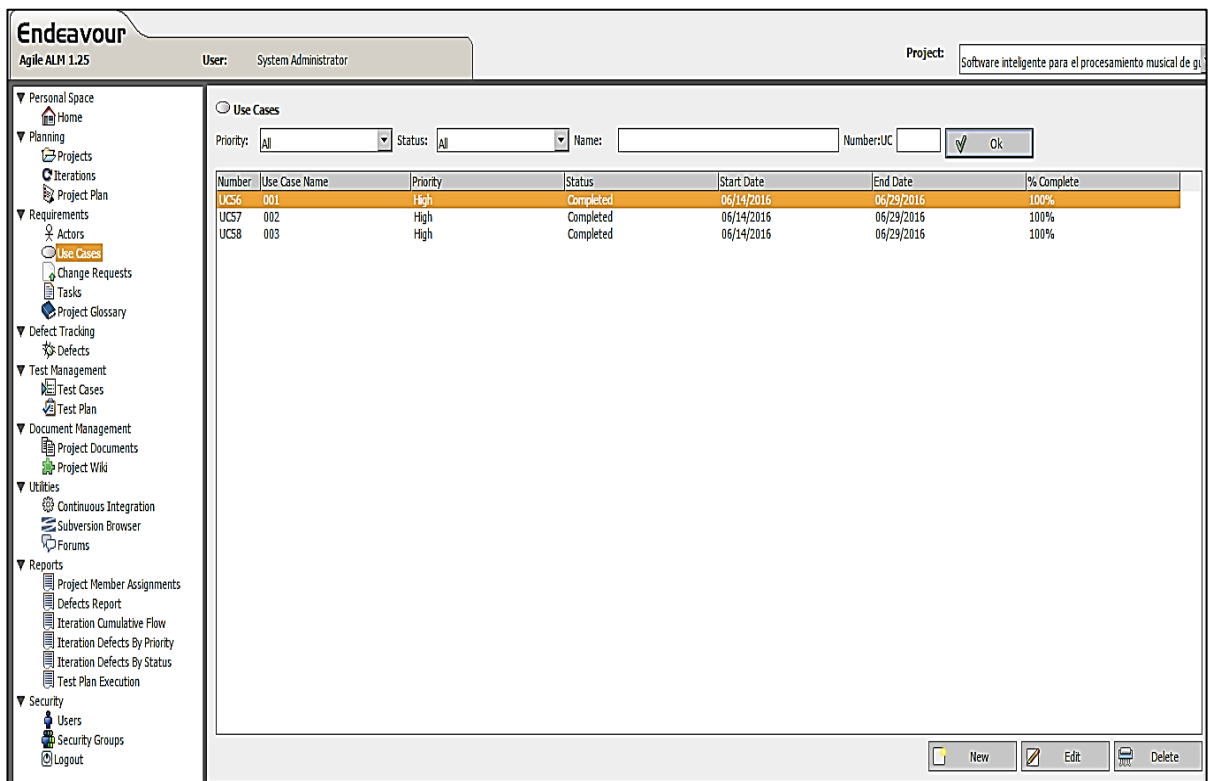 Endeavour
Agile ALM 1.25
User: System Administrator
Project: Software inteligente para el procesamiento musical de
Personal Space
Home
Planning
Projects
Iterations
Project Plan
Requirements
Actors
Use Cases
Change Requests
Tasks
Project Glossary
Defect Tracking
Defects
Test Management
Test Cases
Test Plan
Document Management
Project Documents
Project Wiki
Utilities
Continuous Integration
Subversion Browser
Forums
Reports
Project Member Assignments
Defects Report
Iteration Cumulative Flow
Iteration Defects By Priority
Iteration Defects By Status
Test Plan Execution
Security
Users
Security Groups
Logout
Use Cases
Priority: All Status: All Name: Number:UC Ok
Number Use Case Name Priority Status Start Date End Date % Complete
UC56 001 High Completed 06/14/2016 06/29/2016 100%
UC57 002 High Completed 06/14/2016 06/29/2016 100%
UC58 003 High Completed 06/14/2016 06/29/2016 100%
New Edit Delete